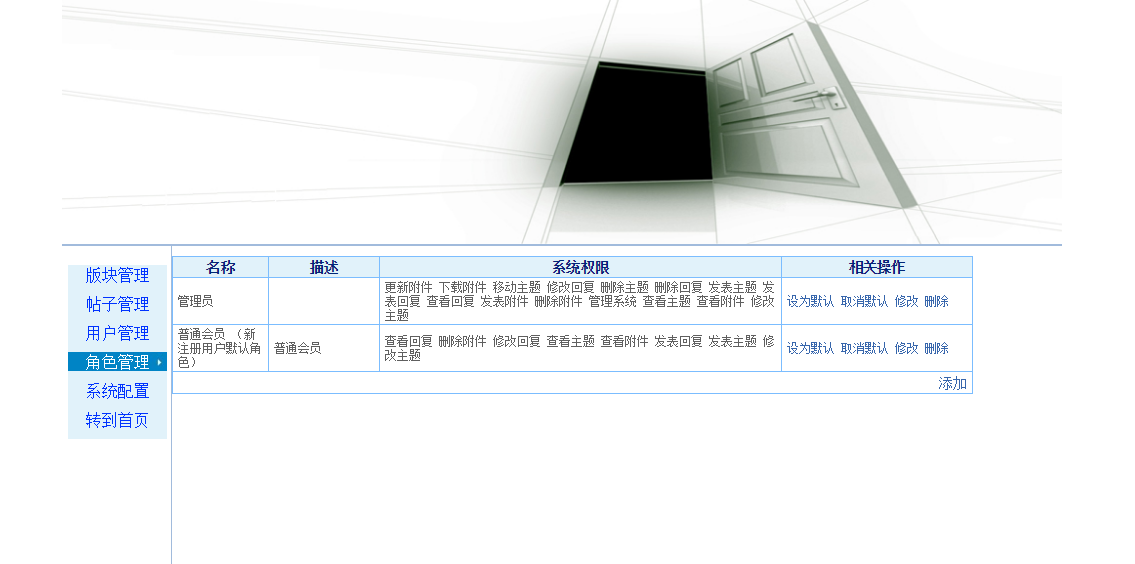 版块管理
帖子管理
用户管理
角色管理
系统配置
转到首页
名称 描述 系统权限 相关操作
管理员
更新附件 下载附件 移动主题 修改回复 删除主题 删除回复 发表主题 发
表回复 查看回复 发表附件 删除附件 管理系统 查看主题 查看附件 修改
主题
设为默认 取消默认 修改 删除
普通会员 （新
注册用户默认角
色）
普通会员
查看回复 删除附件 修改回复 查看主题 查看附件 发表回复 发表主题 修
改主题
设为默认 取消默认 修改 删除
添加